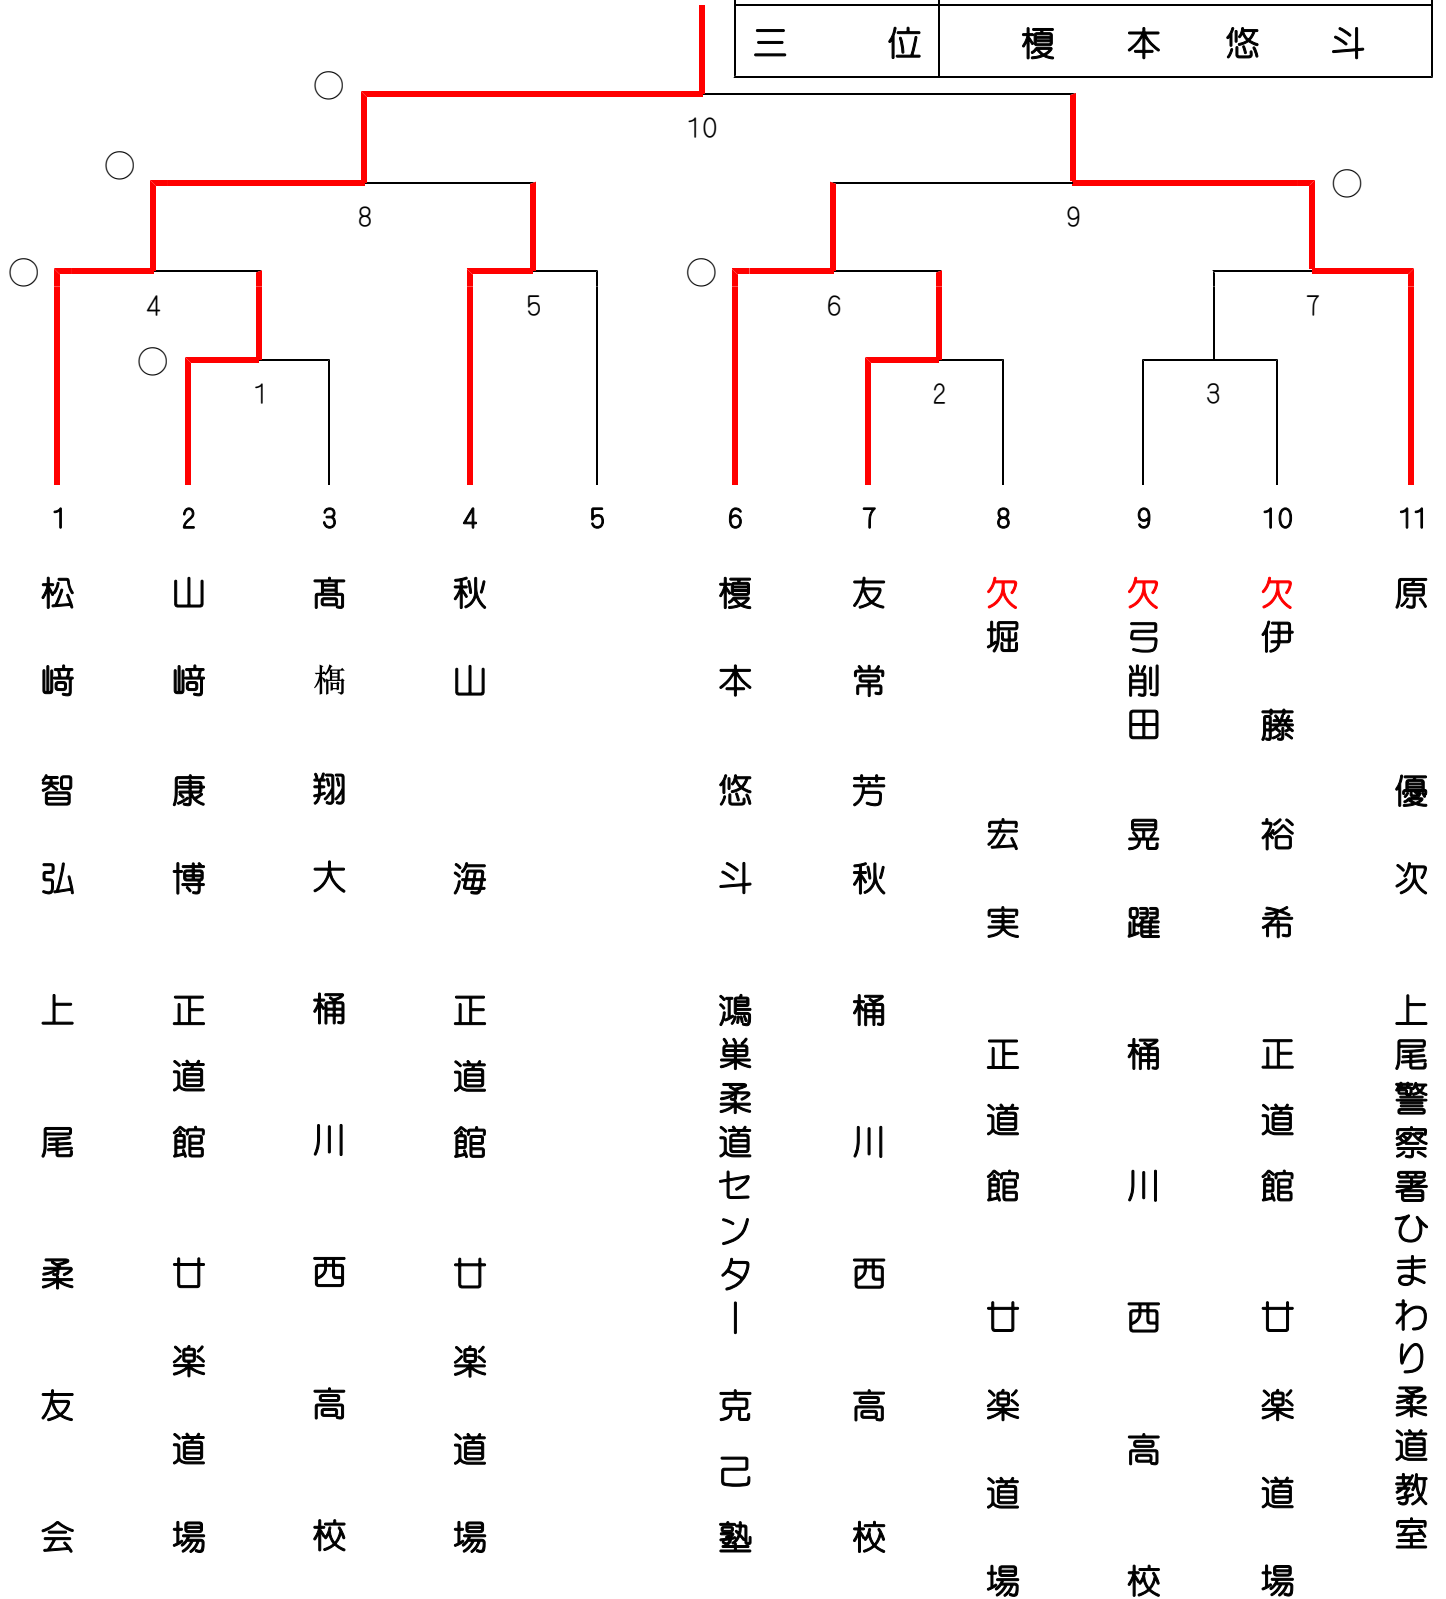 三 位 榎 本 悠 斗
10
8
9
4
5
6
7
1
2
3
1 2 3 4 5 6 7 8 9 10 11
松﨑 智弘 上尾柔友会
山﨑 康博 正道館 廿楽道場
髙槗 翔大 桶川西高校
秋山 海 正道館 廿楽道場
榎本 悠斗 鴻巣柔道センター 克己塾
友常 芳秋 桶川西高校
欠 堀 宏実 正道館 廿楽道場
欠 弓削田 晃躍 桶川西高校
欠 伊藤 裕希 正道館 廿楽道場
原 優次 上尾警察署ひまわり柔道教室